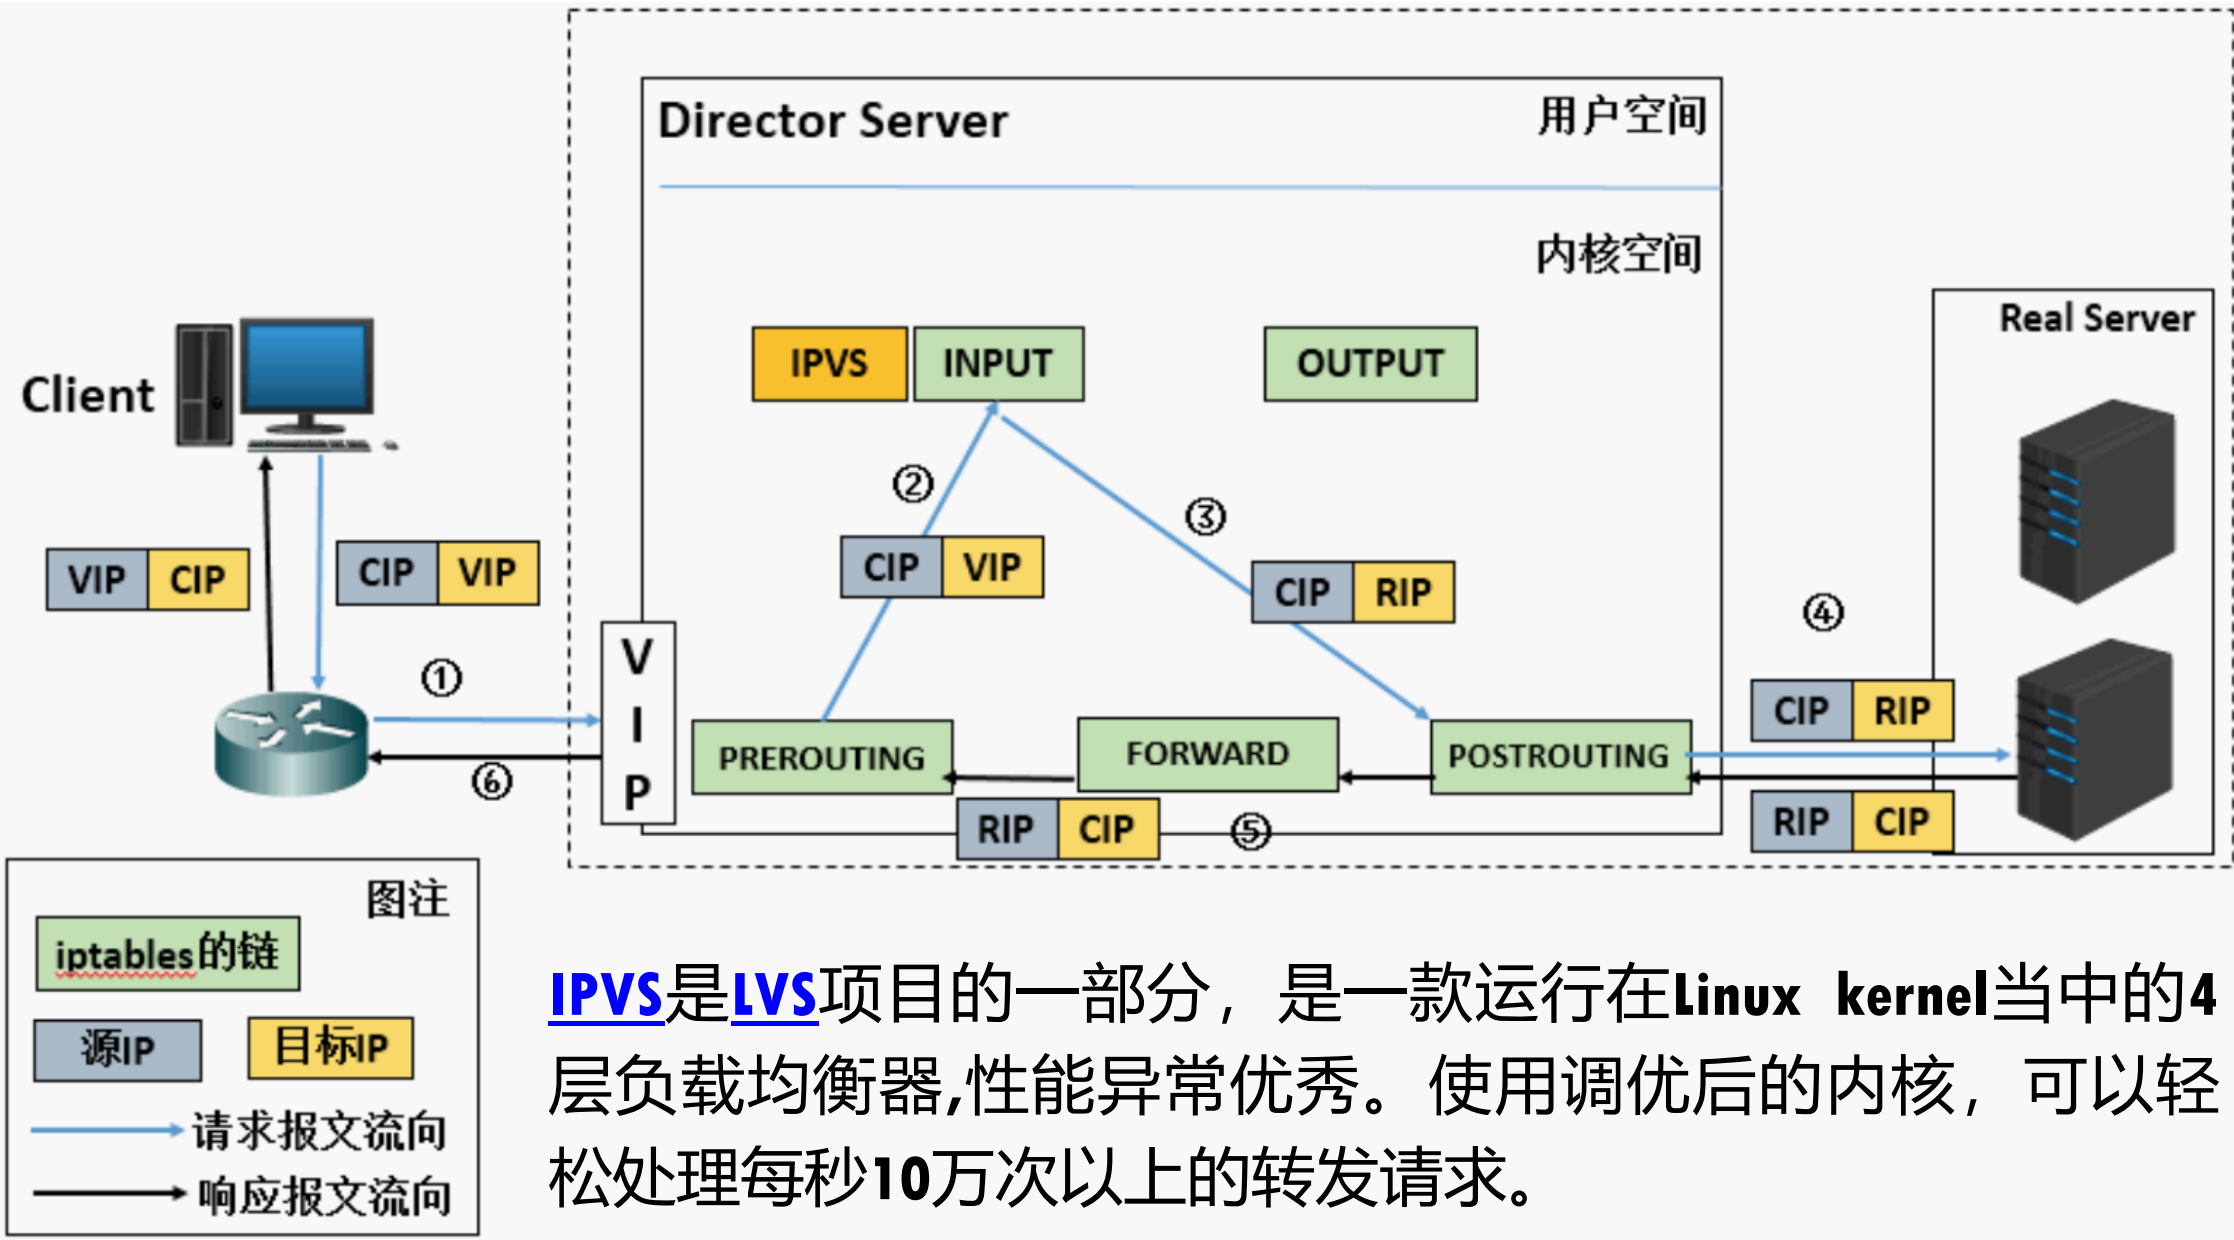 Director Server
用户空间
内核空间
Real Server
IPVS
INPUT
OUTPUT
Client
②
③
CIP VIP
CIP RIP
④
VIP CIP
CIP VIP
①
VIP
PREROUTING
FORWARD
POSTROUTING
CIP RIP
⑥
RIP CIP
⑤
RIP CIP
图注
iptables的链
源IP
目标IP
请求报文流向
响应报文流向
IPVS是LVS项目的一部分，是一款运行在Linux kernel当中的4
层负载均衡器,性能异常优秀。使用调优后的内核，可以轻
松处理每秒10万次以上的转发请求。